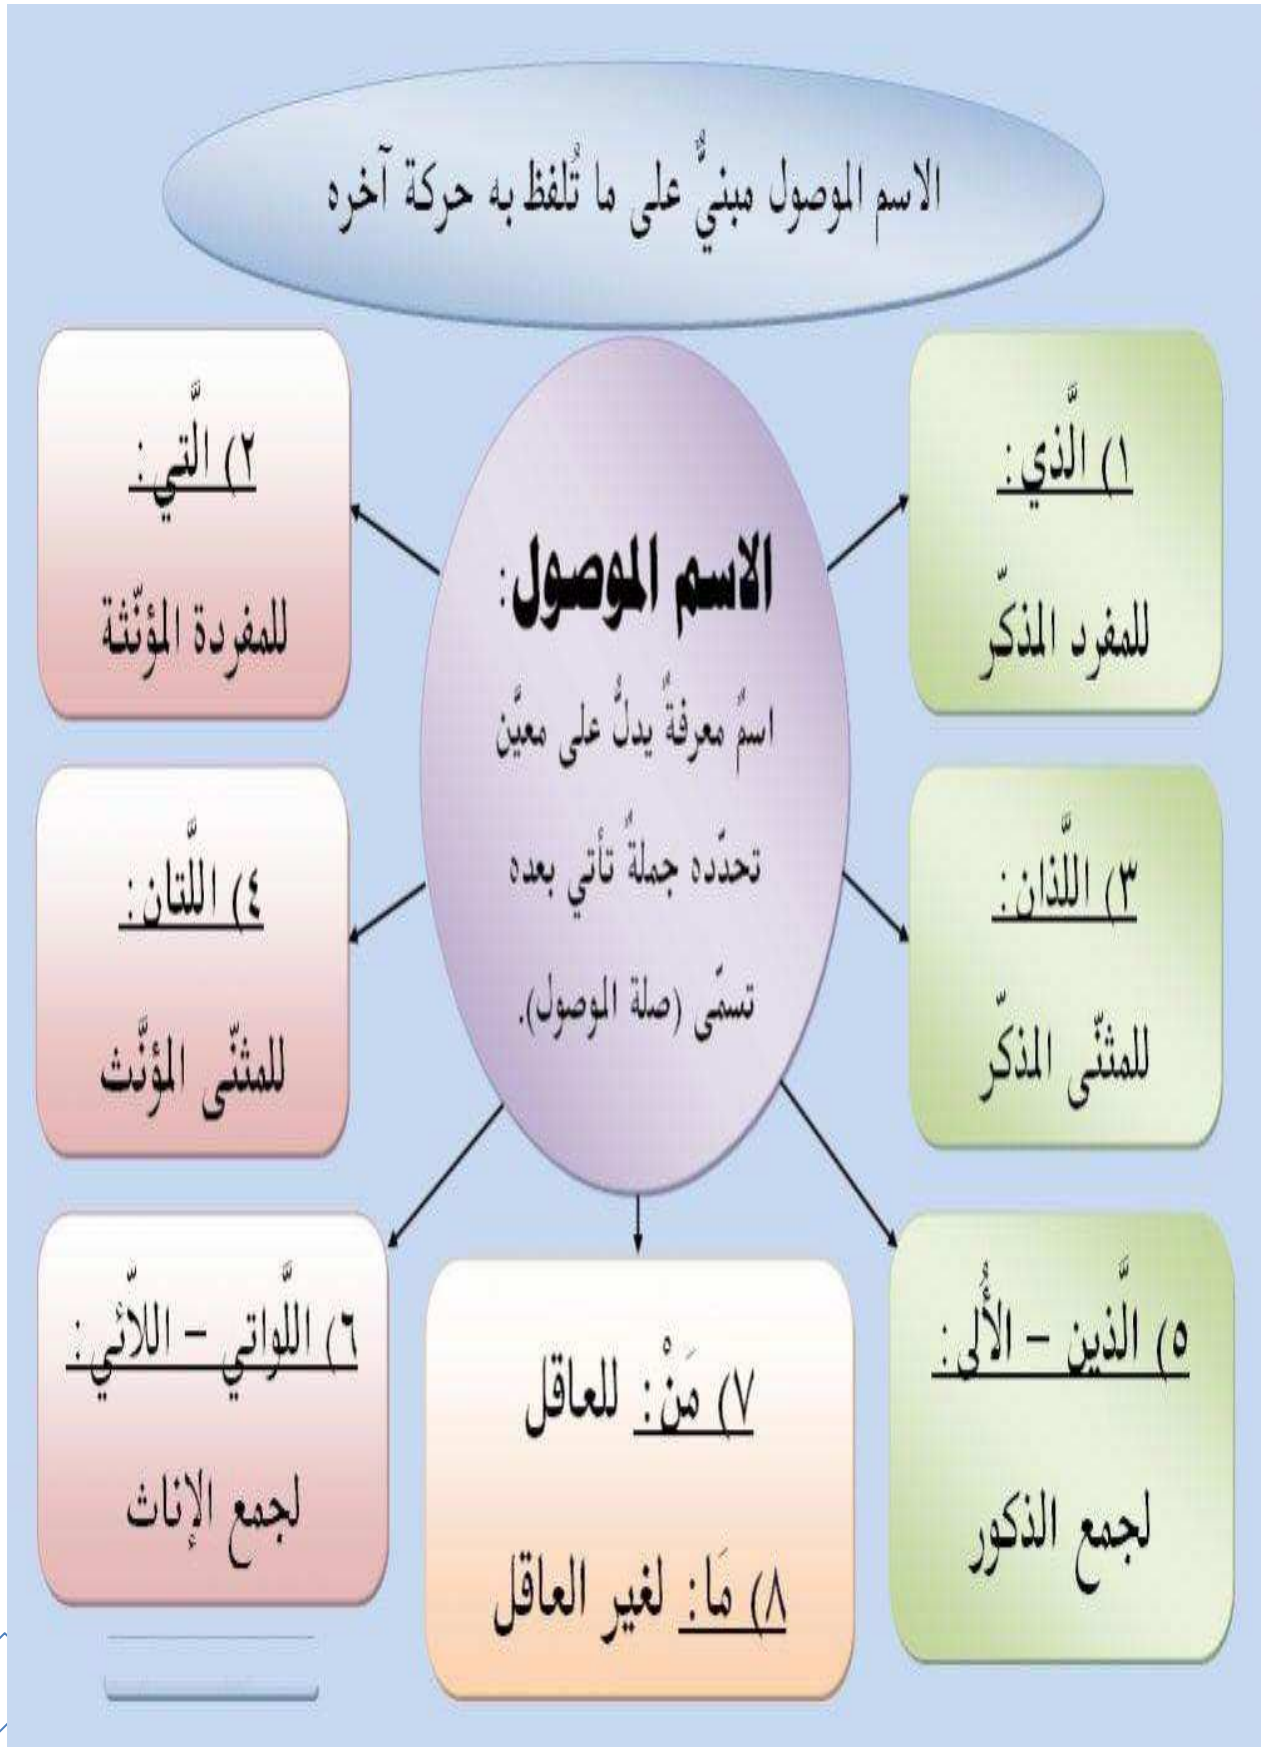 الاسم الموصول مبنيٌّ على ما تُلفظ به حركة آخره
الاسم الموصول:
اسمٌ معرفةٌ يدلُّ على معيَّن
تحدّده جملةٌ تأتي بعده
تسمّى (صلة الموصول).
١) الَّذي:
للمفرد المذكّر
٢) الَّتي:
للمفردة المؤنّثة
٣) اللَّذان:
للمثنّى المذكّر
٤) اللَّتان:
للمثنّى المؤنَّث
٥) الَّذين – الأُلى:
لجمع الذكور
٦) اللَّواتي – اللاَّئي:
لجمع الإناث
٧) مَنْ: للعاقل
٨) مَا: لغير العاقل